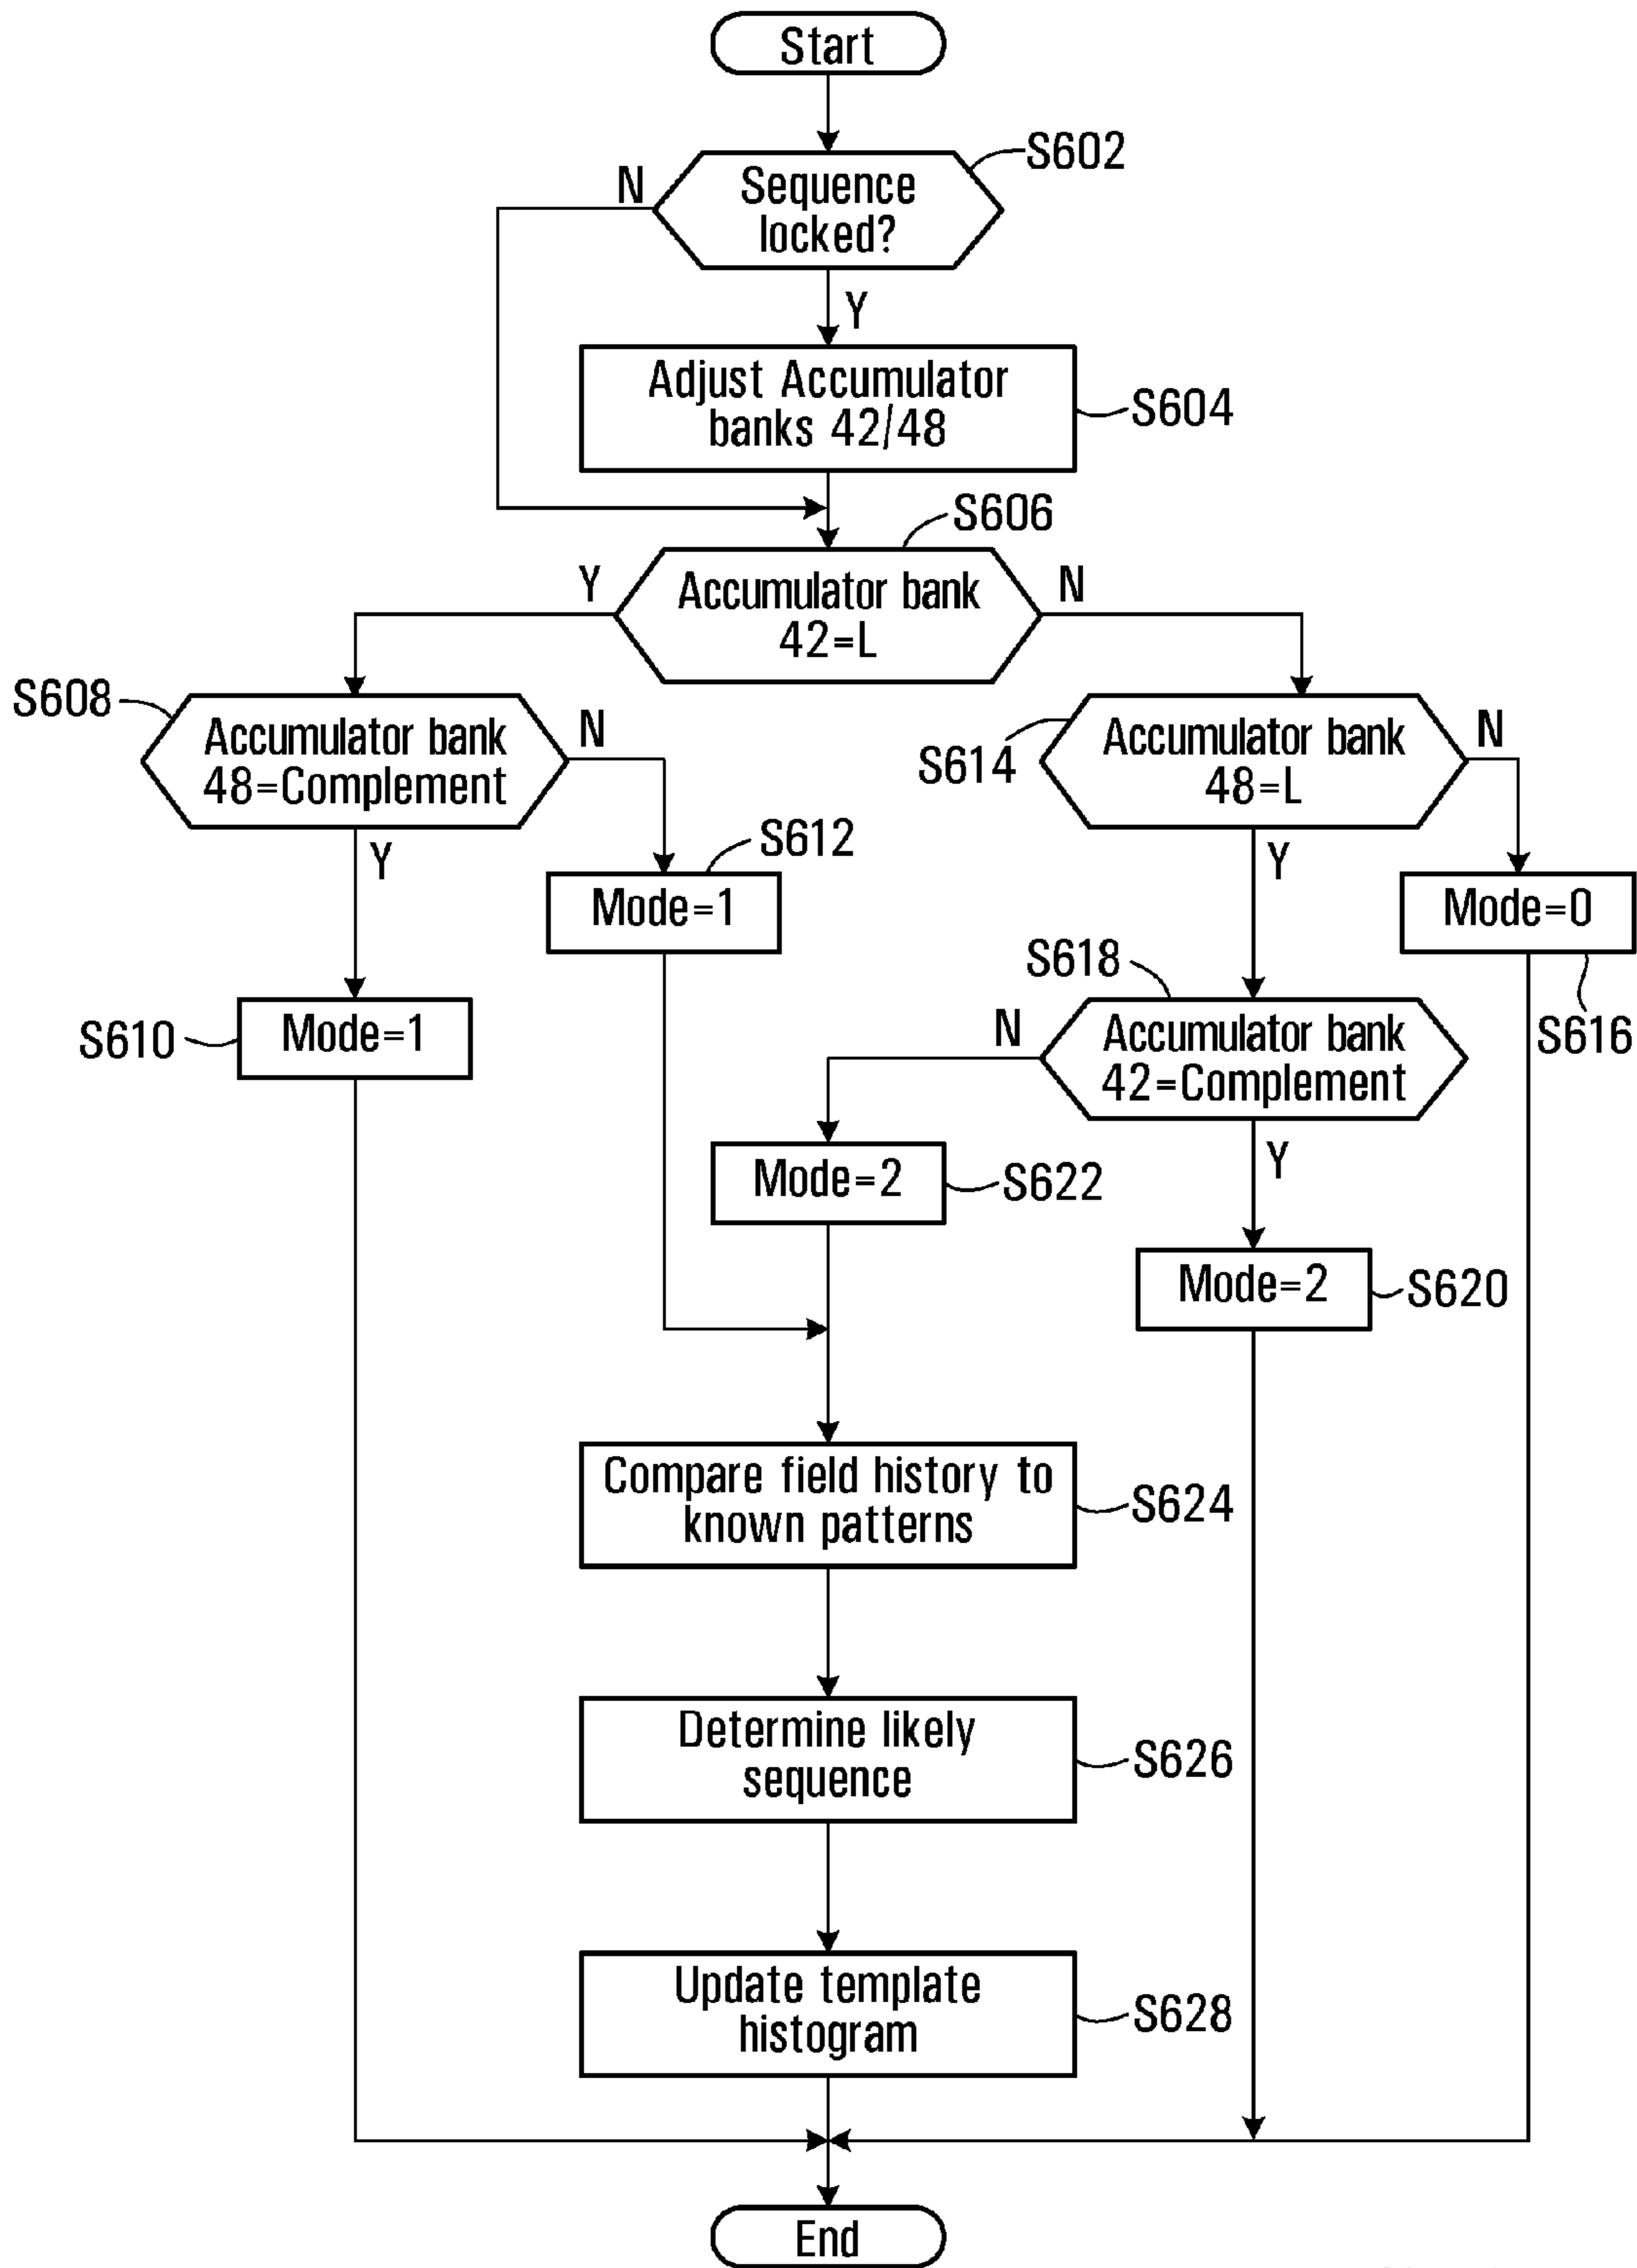 Start
S602
N
Sequence
locked?
Y
Adjust Accumulator
banks 42/48
S604
S606
Y
Accumulator bank
42=L
N
S608
Accumulator bank
48=Complement
N
S614
Accumulator bank
48=L
N
Y
S612
Mode=1
Y
Mode=0
S616
S610
Mode=1
S618
N
Accumulator bank
42=Complement
Y
Mode=2
S622
Mode=2
S620
Compare field history to
known patterns
S624
Determine likely
sequence
S626
Update template
histogram
S628
End